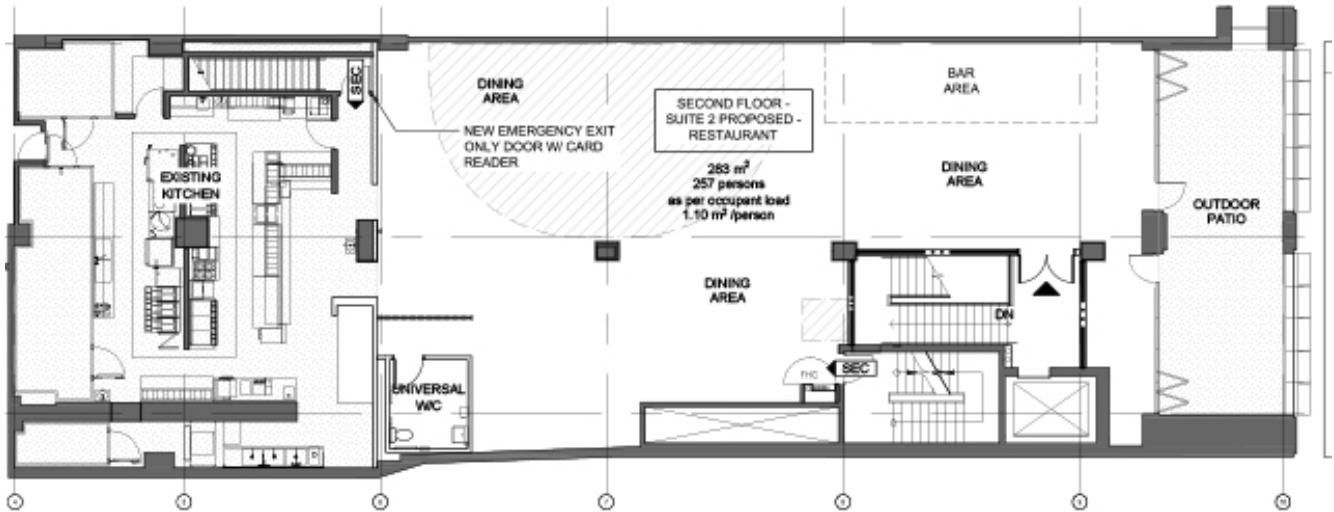 DINING
AREA
BAR
AREA
SEC
SECOND FLOOR -
SUITE 2 PROPOSED -
RESTAURANT
NEW EMERGENCY EXIT
ONLY DOOR W/ CARD
READER
283 m²
257 persons
as per occupant load
1.10 m² /person
EXISTING
KITCHEN
DINING
AREA
OUTDOOR
PATIO
DINING
AREA
DN
FHC
SEC
UNIVERSAL
W/C